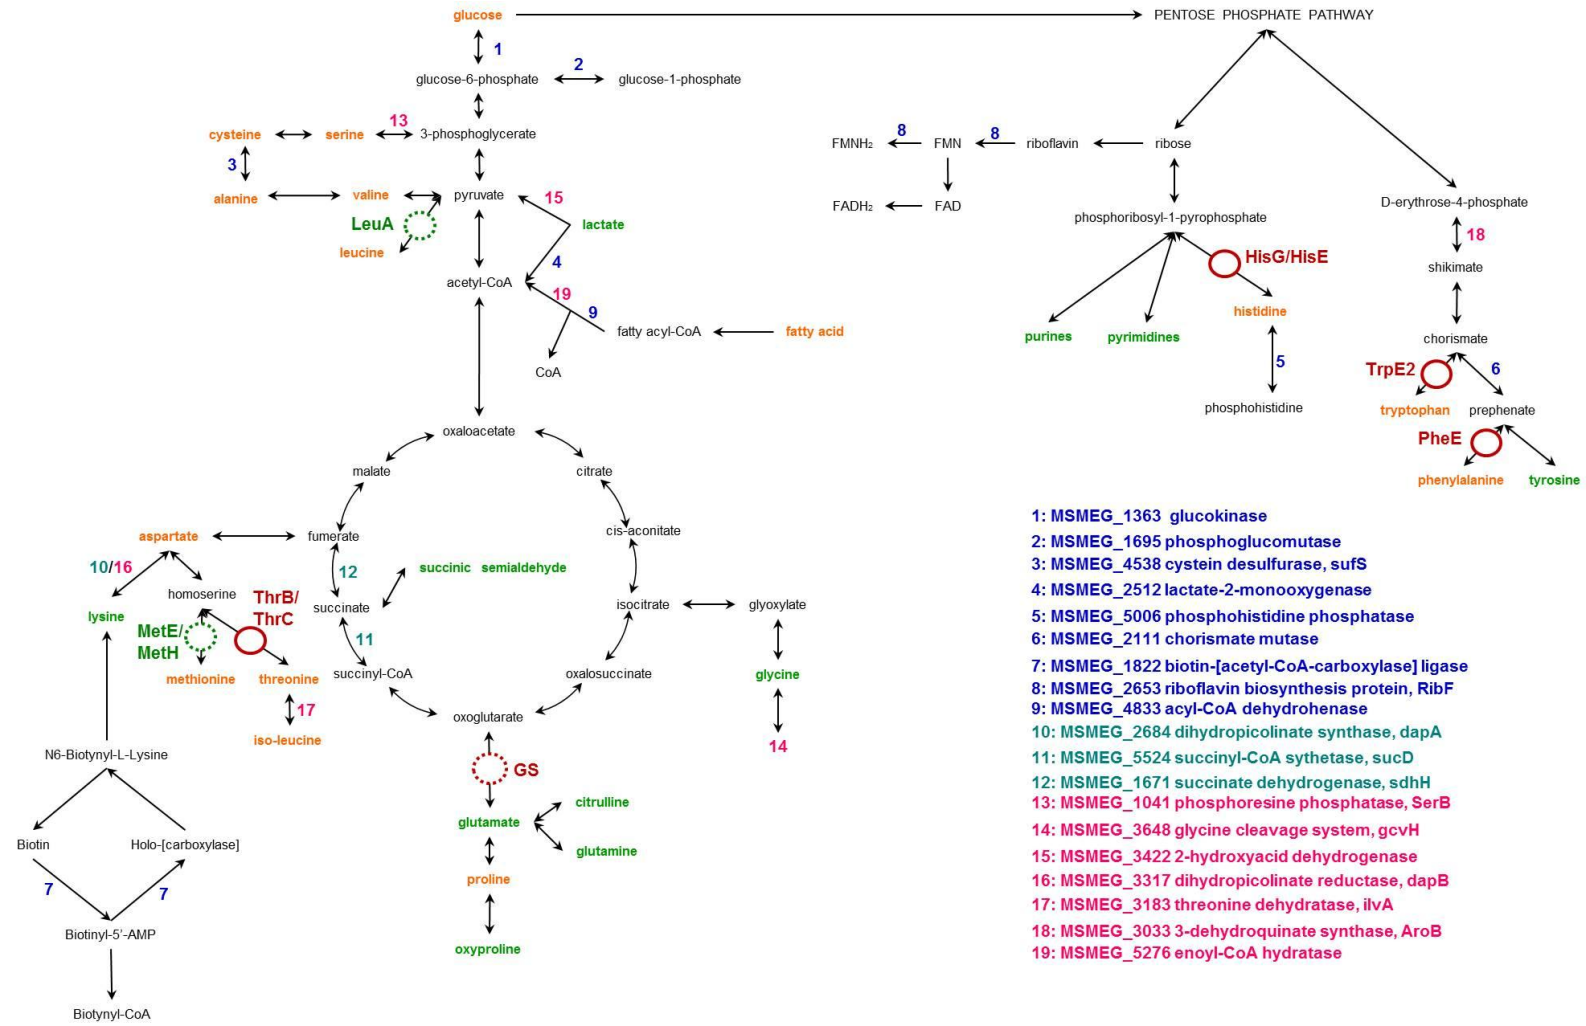 glucose
PENTOSE PHOSPHATE PATHWAY
1
glucose-6-phosphate
2
glucose-1-phosphate
cysteine
serine
13
3-phosphoglycerate
3
alanine
valine
pyruvate
15
LeuA
leucine
lactate
4
acetyl-CoA
19
9
fatty acyl-CoA
fatty acid
CoA
FMNH₂
8
FMN
8
riboflavin
ribose
FADH₂
FAD
phosphoribosyl-1-pyrophosphate
D-erythrose-4-phosphate
18
HisG/HisE
shikimate
histidine
purines
pyrimidines
chorismate
5
TrpE2
6
phosphohistidine
tryptophan
prephenate
PheE
phenylalanine
tyrosine
oxaloacetate
malate
citrate
aspartate
fumerate
cis-aconitate
10/16
12
succinic semialdehyde
homoserine
ThrB/
ThrC
succinate
isocitrate
glyoxylate
lysine
MetE/
MetH
11
methionine
threonine
succinyl-CoA
oxalosuccinate
glycine
17
iso-leucine
oxoglutarate
14
N6-Biotynyl-L-Lysine
GS
citrulline
glutamate
glutamine
Biotin
Holo-[carboxylase]
proline
7
7
Biotinyl-5'-AMP
oxyproline
Biotynyl-CoA
1: MSMEG_1363 glucokinase
2: MSMEG_1695 phosphoglucomutase
3: MSMEG_4538 cystein desulfurase, sufS
4: MSMEG_2512 lactate-2-monooxygenase
5: MSMEG_5006 phosphohistidine phosphatase
6: MSMEG_2111 chorismate mutase
7: MSMEG_1822 biotin-[acetyl-CoA-carboxylase] ligase
8: MSMEG_2653 riboflavin biosynthesis protein, RibF
9: MSMEG_4833 acyl-CoA dehydrohenase
10: MSMEG_2684 dihydropicolinate synthase, dapA
11: MSMEG_5524 succinyl-CoA sythetase, sucD
12: MSMEG_1671 succinate dehydrogenase, sdhH
13: MSMEG_1041 phosphoresine phosphatase, SerB
14: MSMEG_3648 glycine cleavage system, gcvH
15: MSMEG_3422 2-hydroxyacid dehydrogenase
16: MSMEG_3317 dihydropicolinate reductase, dapB
17: MSMEG_3183 threonine dehydratase, ilvA
18: MSMEG_3033 3-dehydroquinate synthase, AroB
19: MSMEG_5276 enoyl-CoA hydratase